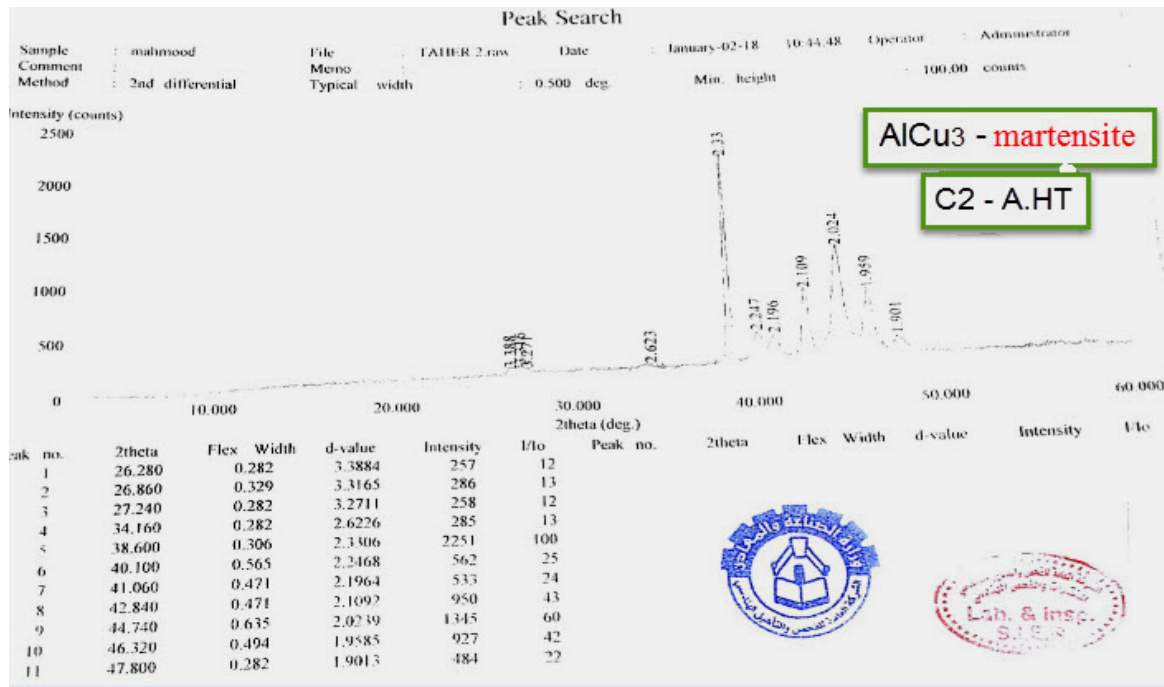 Peak Search
Sample : mahmood File : TAHER 2.raw Date : January-02-18 10:44.48 Operator : Administrator
Comment : Memo :
Method : 2nd differential Typical width : 0.500 deg. Min. height : 100.00 counts
Intensity (counts)
2500
2000
1500
1000
500
0
AlCu3 - martensite
C2 - A.HT
3.388
3.271
2.623
2.33
2.247
2.196
2.109
2.024
1.959
1.901
10.000 20.000 30.000 40.000 50.000 60.000
2theta (deg.)
eak no. 2theta Flex Width d-value Intensity I/Io Peak no. 2theta Flex Width d-value Intensity I/Io
1 26.280 0.282 3.3884 257 12
2 26.860 0.329 3.3165 286 13
3 27.240 0.282 3.2711 258 12
4 34.160 0.282 2.6226 285 13
5 38.600 0.306 2.3306 2251 100
6 40.100 0.565 2.2468 562 25
7 41.060 0.471 2.1964 533 24
8 42.840 0.471 2.1092 950 43
9 44.740 0.635 2.0239 1345 60
10 46.320 0.494 1.9585 927 42
11 47.800 0.282 1.9013 484 22
وزارة الصناعة والمعادن
Lab. & Insp.